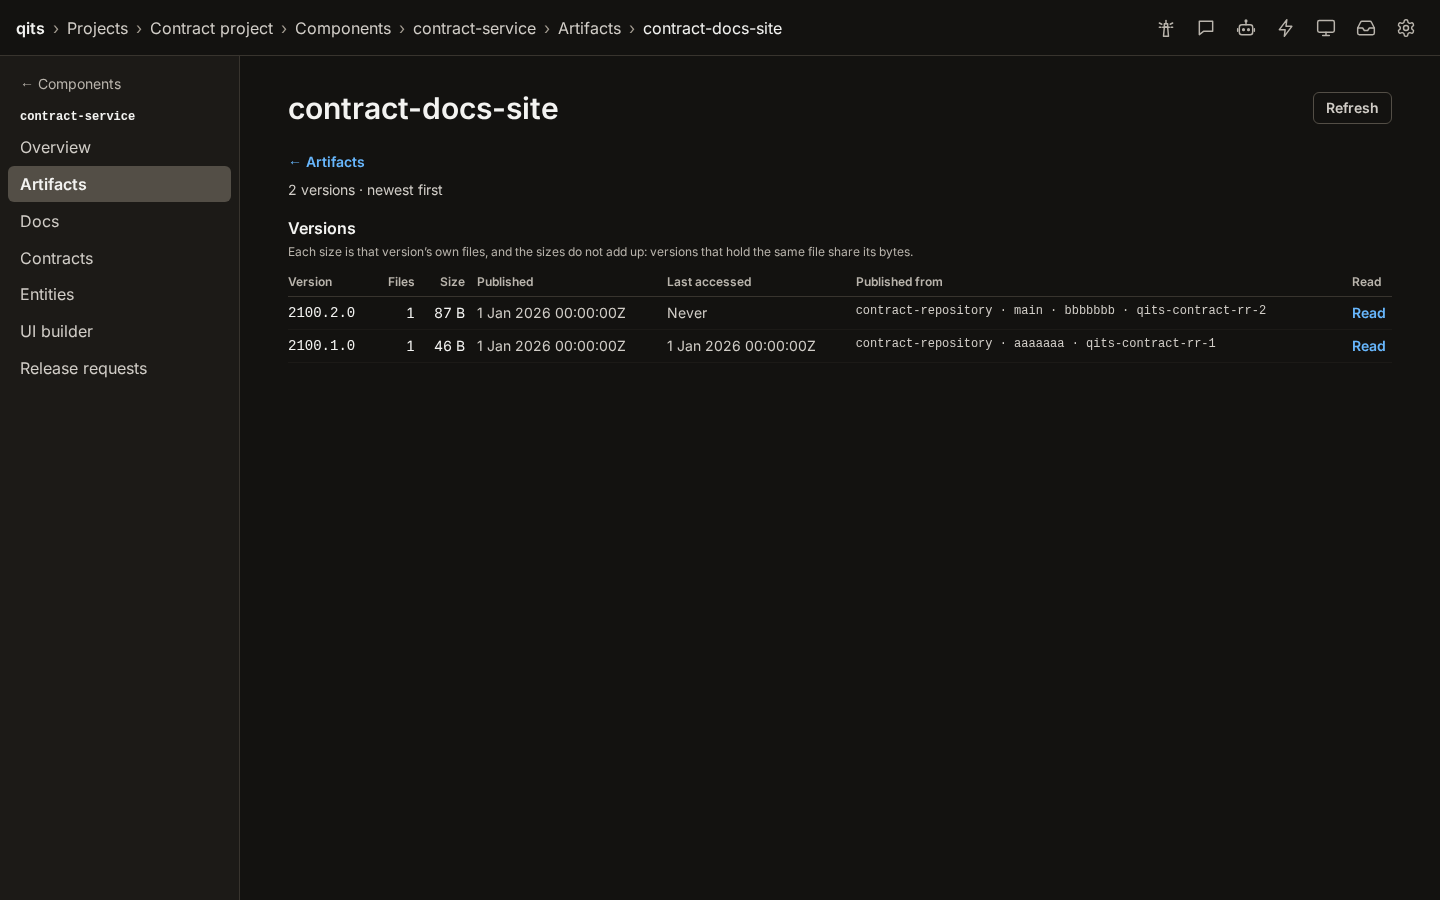 qits › Projects › Contract project › Components › contract-service › Artifacts › contract-docs-site
← Components
contract-service
Overview
Artifacts
Docs
Contracts
Entities
UI builder
Release requests
contract-docs-site
Refresh
← Artifacts
2 versions · newest first
Versions
Each size is that version’s own files, and the sizes do not add up: versions that hold the same file share its bytes.
Version Files Size Published Last accessed Published from Read
2100.2.0 1 87 B 1 Jan 2026 00:00:00Z Never contract-repository · main · bbbbbbb · qits-contract-rr-2 Read
2100.1.0 1 46 B 1 Jan 2026 00:00:00Z 1 Jan 2026 00:00:00Z contract-repository · aaaaaaa · qits-contract-rr-1 Read